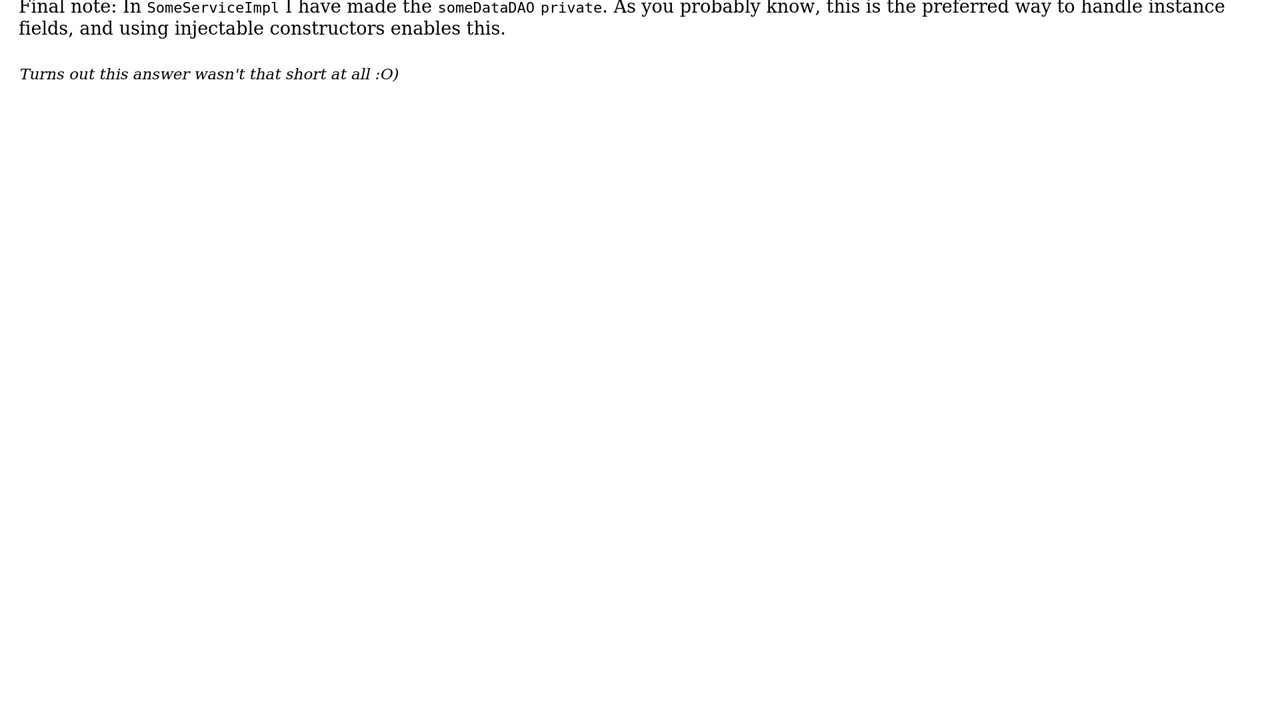 Final note: In SomeServiceImpl I have made the someDataDAO private. As you probably know, this is the preferred way to handle instance
fields, and using injectable constructors enables this.
Turns out this answer wasn't that short at all :O)